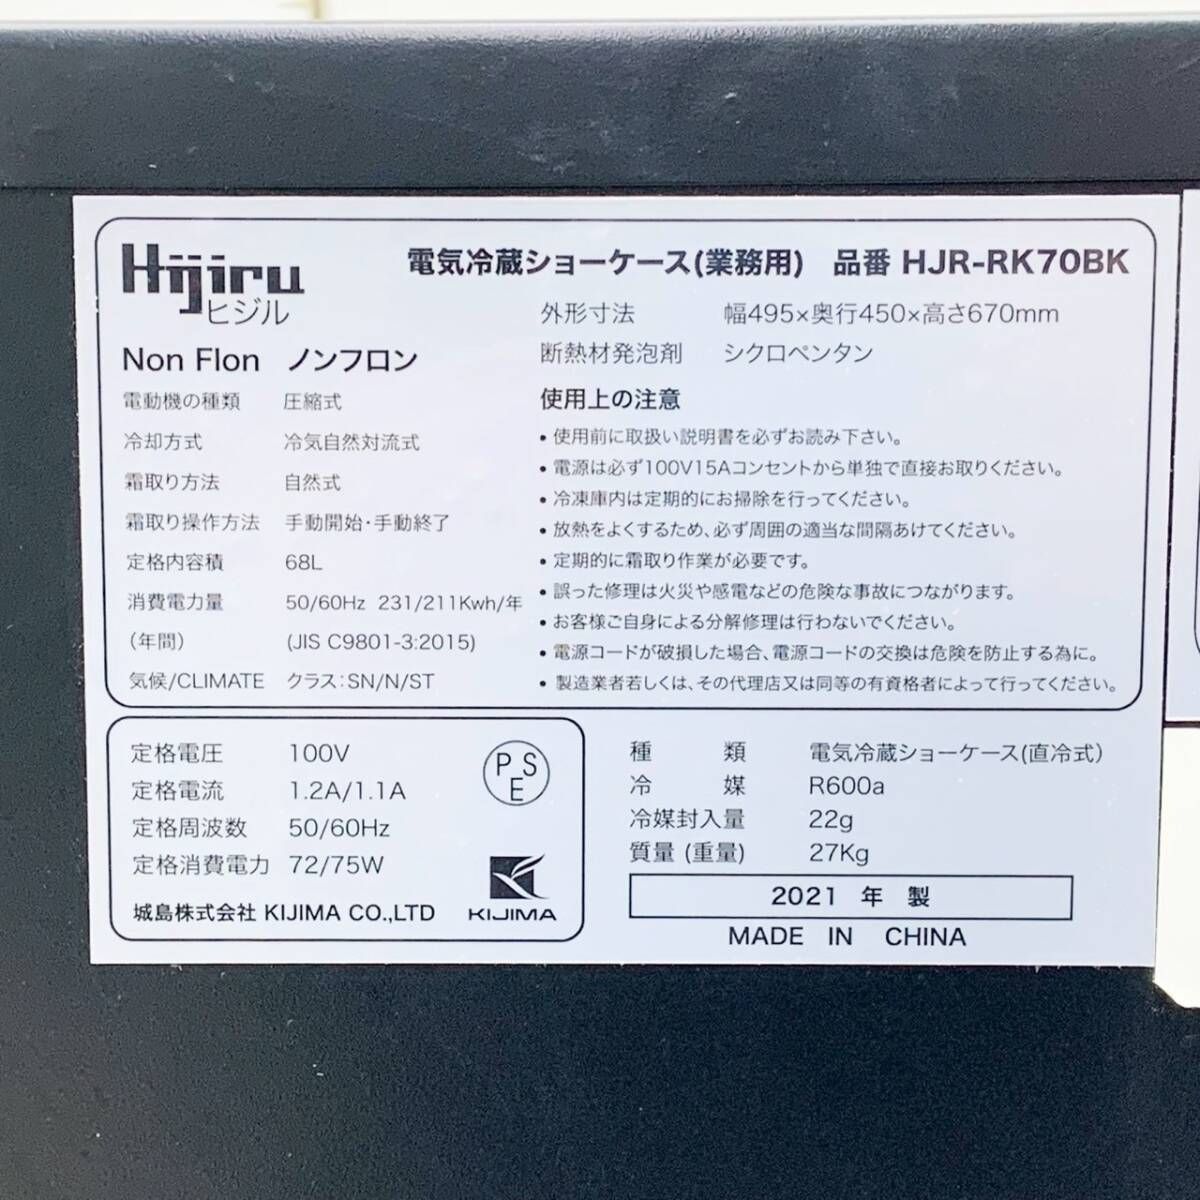 Hijiru
ヒジル
電気冷蔵ショーケース(業務用) 品番 HJR-RK70BK
外形寸法 幅495×奥行450×高さ670mm
断熱材発泡剤 シクロペンタン
Non Flon ノンフロン
電動機の種類 圧縮式
冷却方式 冷気自然対流式
霜取り方法 自然式
霜取り操作方法 手動開始・手動終了
定格内容積 68L
消費電力量 50/60Hz 231/211Kwh/年
(年間) (JIS C9801-3:2015)
気候/CLIMATE クラス:SN/N/ST
使用上の注意
• 使用前に取扱い説明書を必ずお読み下さい。
• 電源は必ず100V15Aコンセントから単独で直接お取りください。
• 冷凍庫内は定期的にお掃除を行ってください。
• 放熱をよくするため、必ず周囲の適当な間隔あけてください。
• 定期的に霜取り作業が必要です。
• 誤った修理は火災や感電などの危険な事故につながります。
• お客様ご自身による分解修理は行わないでください。
• 電源コードが破損した場合、電源コードの交換は危険を防止する為に。
• 製造業者若しくは、その代理店又は同等の有資格者によって行ってください。
定格電圧 100V
定格電流 1.2A/1.1A
定格周波数 50/60Hz
定格消費電力 72/75W
PSE
城島株式会社 KIJIMA CO.,LTD
KIJIMA
種類 電気冷蔵ショーケース(直冷式)
冷媒 R600a
冷媒封入量 22g
質量 (重量) 27Kg
2021 年 製
MADE IN CHINA